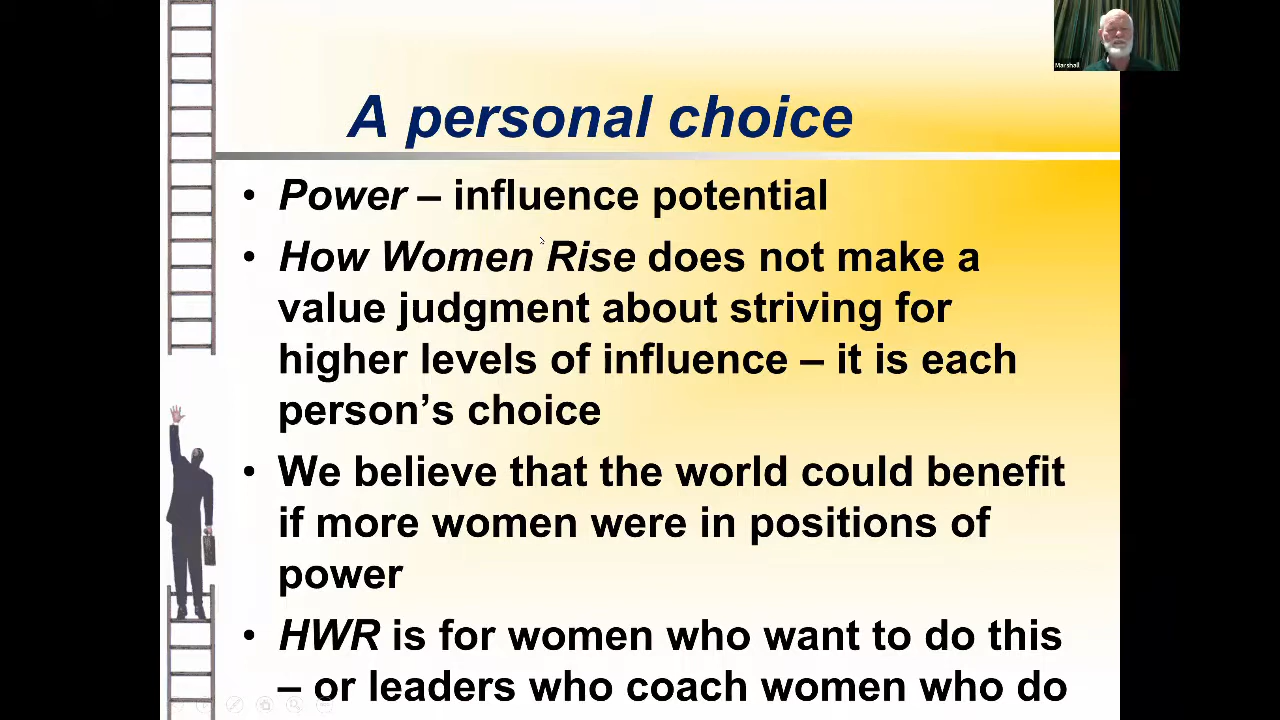 Marshall
A personal choice
• Power – influence potential
• How Women Rise does not make a
value judgment about striving for
higher levels of influence – it is each
person’s choice
• We believe that the world could benefit
if more women were in positions of
power
• HWR is for women who want to do this
– or leaders who coach women who do